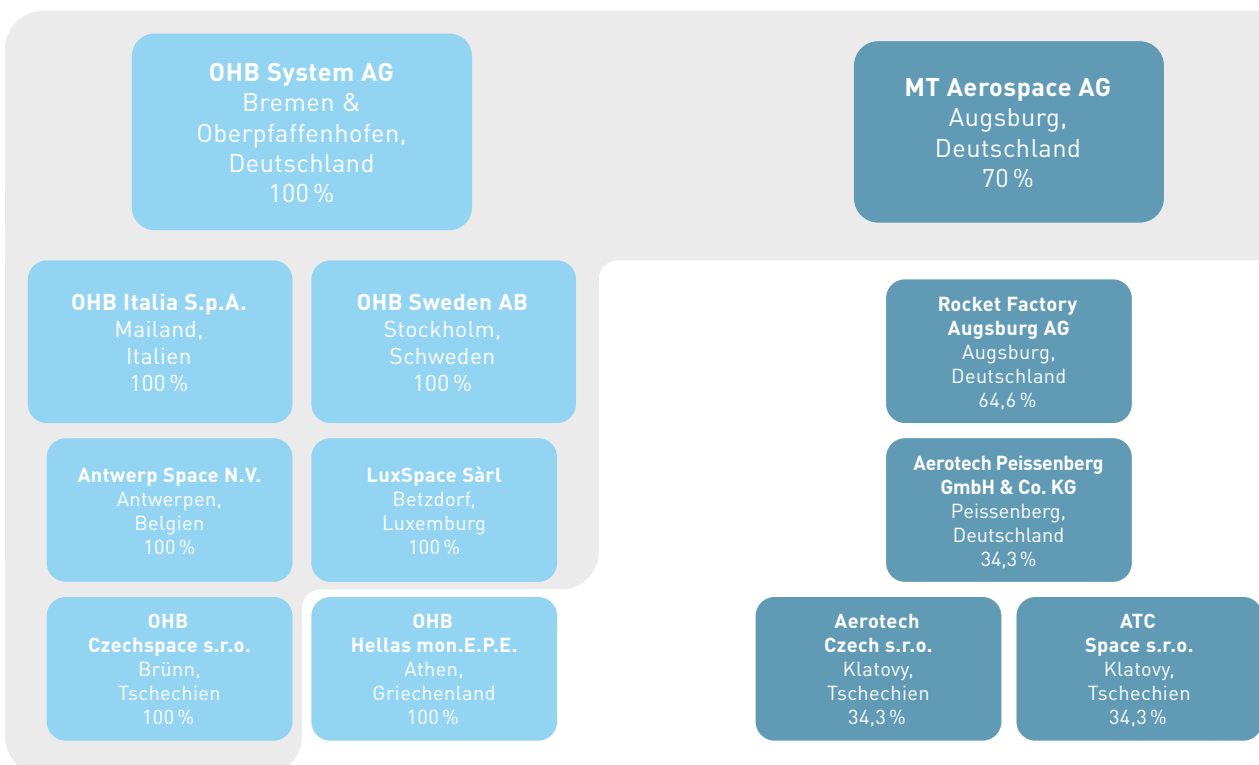 OHB System AG
Bremen &
Oberpfaffenhofen,
Deutschland
100 %
MT Aerospace AG
Augsburg,
Deutschland
70 %
OHB Italia S.p.A.
Mailand,
Italien
100 %
OHB Sweden AB
Stockholm,
Schweden
100 %
Rocket Factory
Augsburg AG
Augsburg,
Deutschland
64,6 %
Antwerp Space N.V.
Antwerpen,
Belgien
100 %
LuxSpace Sàrl
Betzdorf,
Luxemburg
100 %
Aerotech Peissenberg
GmbH & Co. KG
Peissenberg,
Deutschland
34,3 %
OHB
Czechspace s.r.o.
Brünn,
Tschechien
100 %
OHB
Hellas mon.E.P.E.
Athen,
Griechenland
100 %
Aerotech
Czech s.r.o.
Klatovy,
Tschechien
34,3 %
ATC
Space s.r.o.
Klatovy,
Tschechien
34,3 %